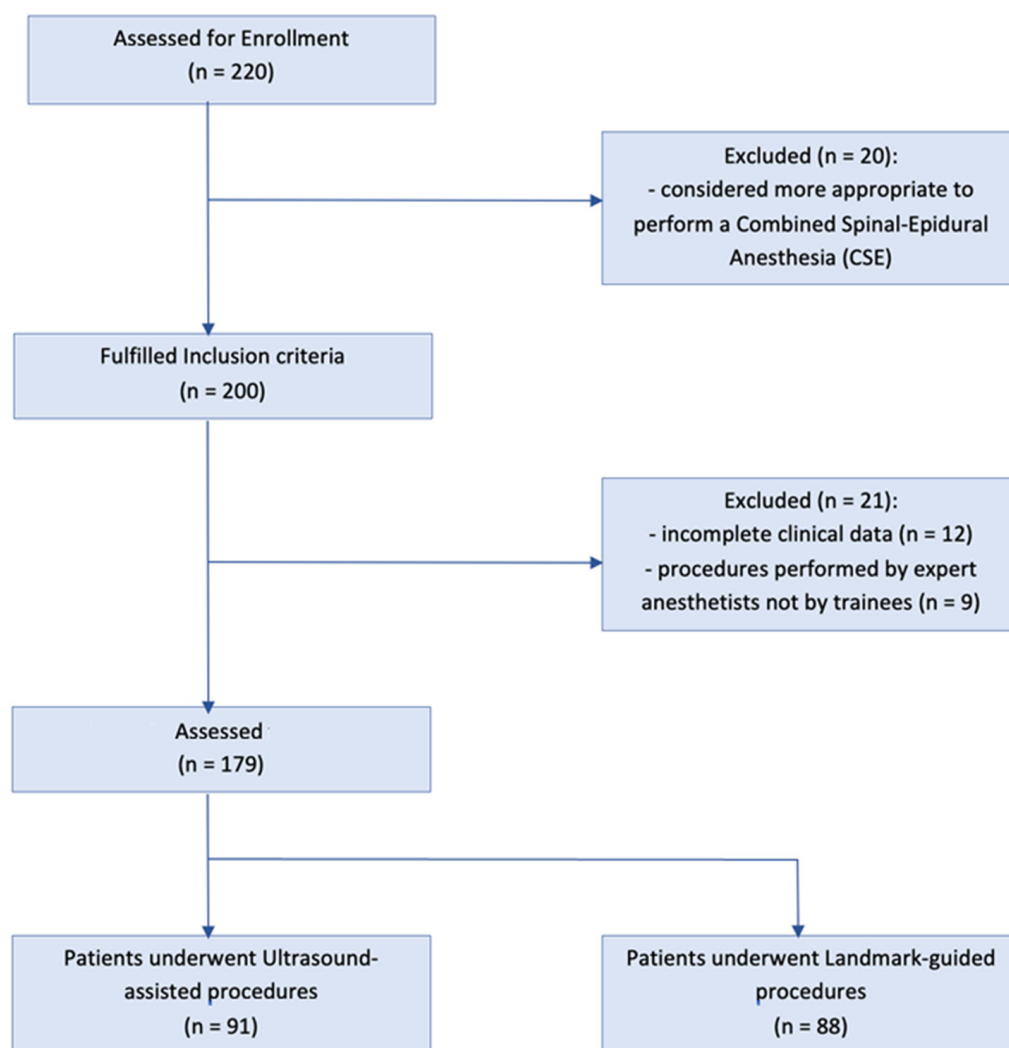 Assessed for Enrollment
(n = 220)
Excluded (n = 20):
- considered more appropriate to
perform a Combined Spinal-Epidural
Anesthesia (CSE)
Fulfilled Inclusion criteria
(n = 200)
Excluded (n = 21):
- incomplete clinical data (n = 12)
- procedures performed by expert
anesthetists not by trainees (n = 9)
Assessed
(n = 179)
Patients underwent Ultrasound-
assisted procedures
(n = 91)
Patients underwent Landmark-guided
procedures
(n = 88)